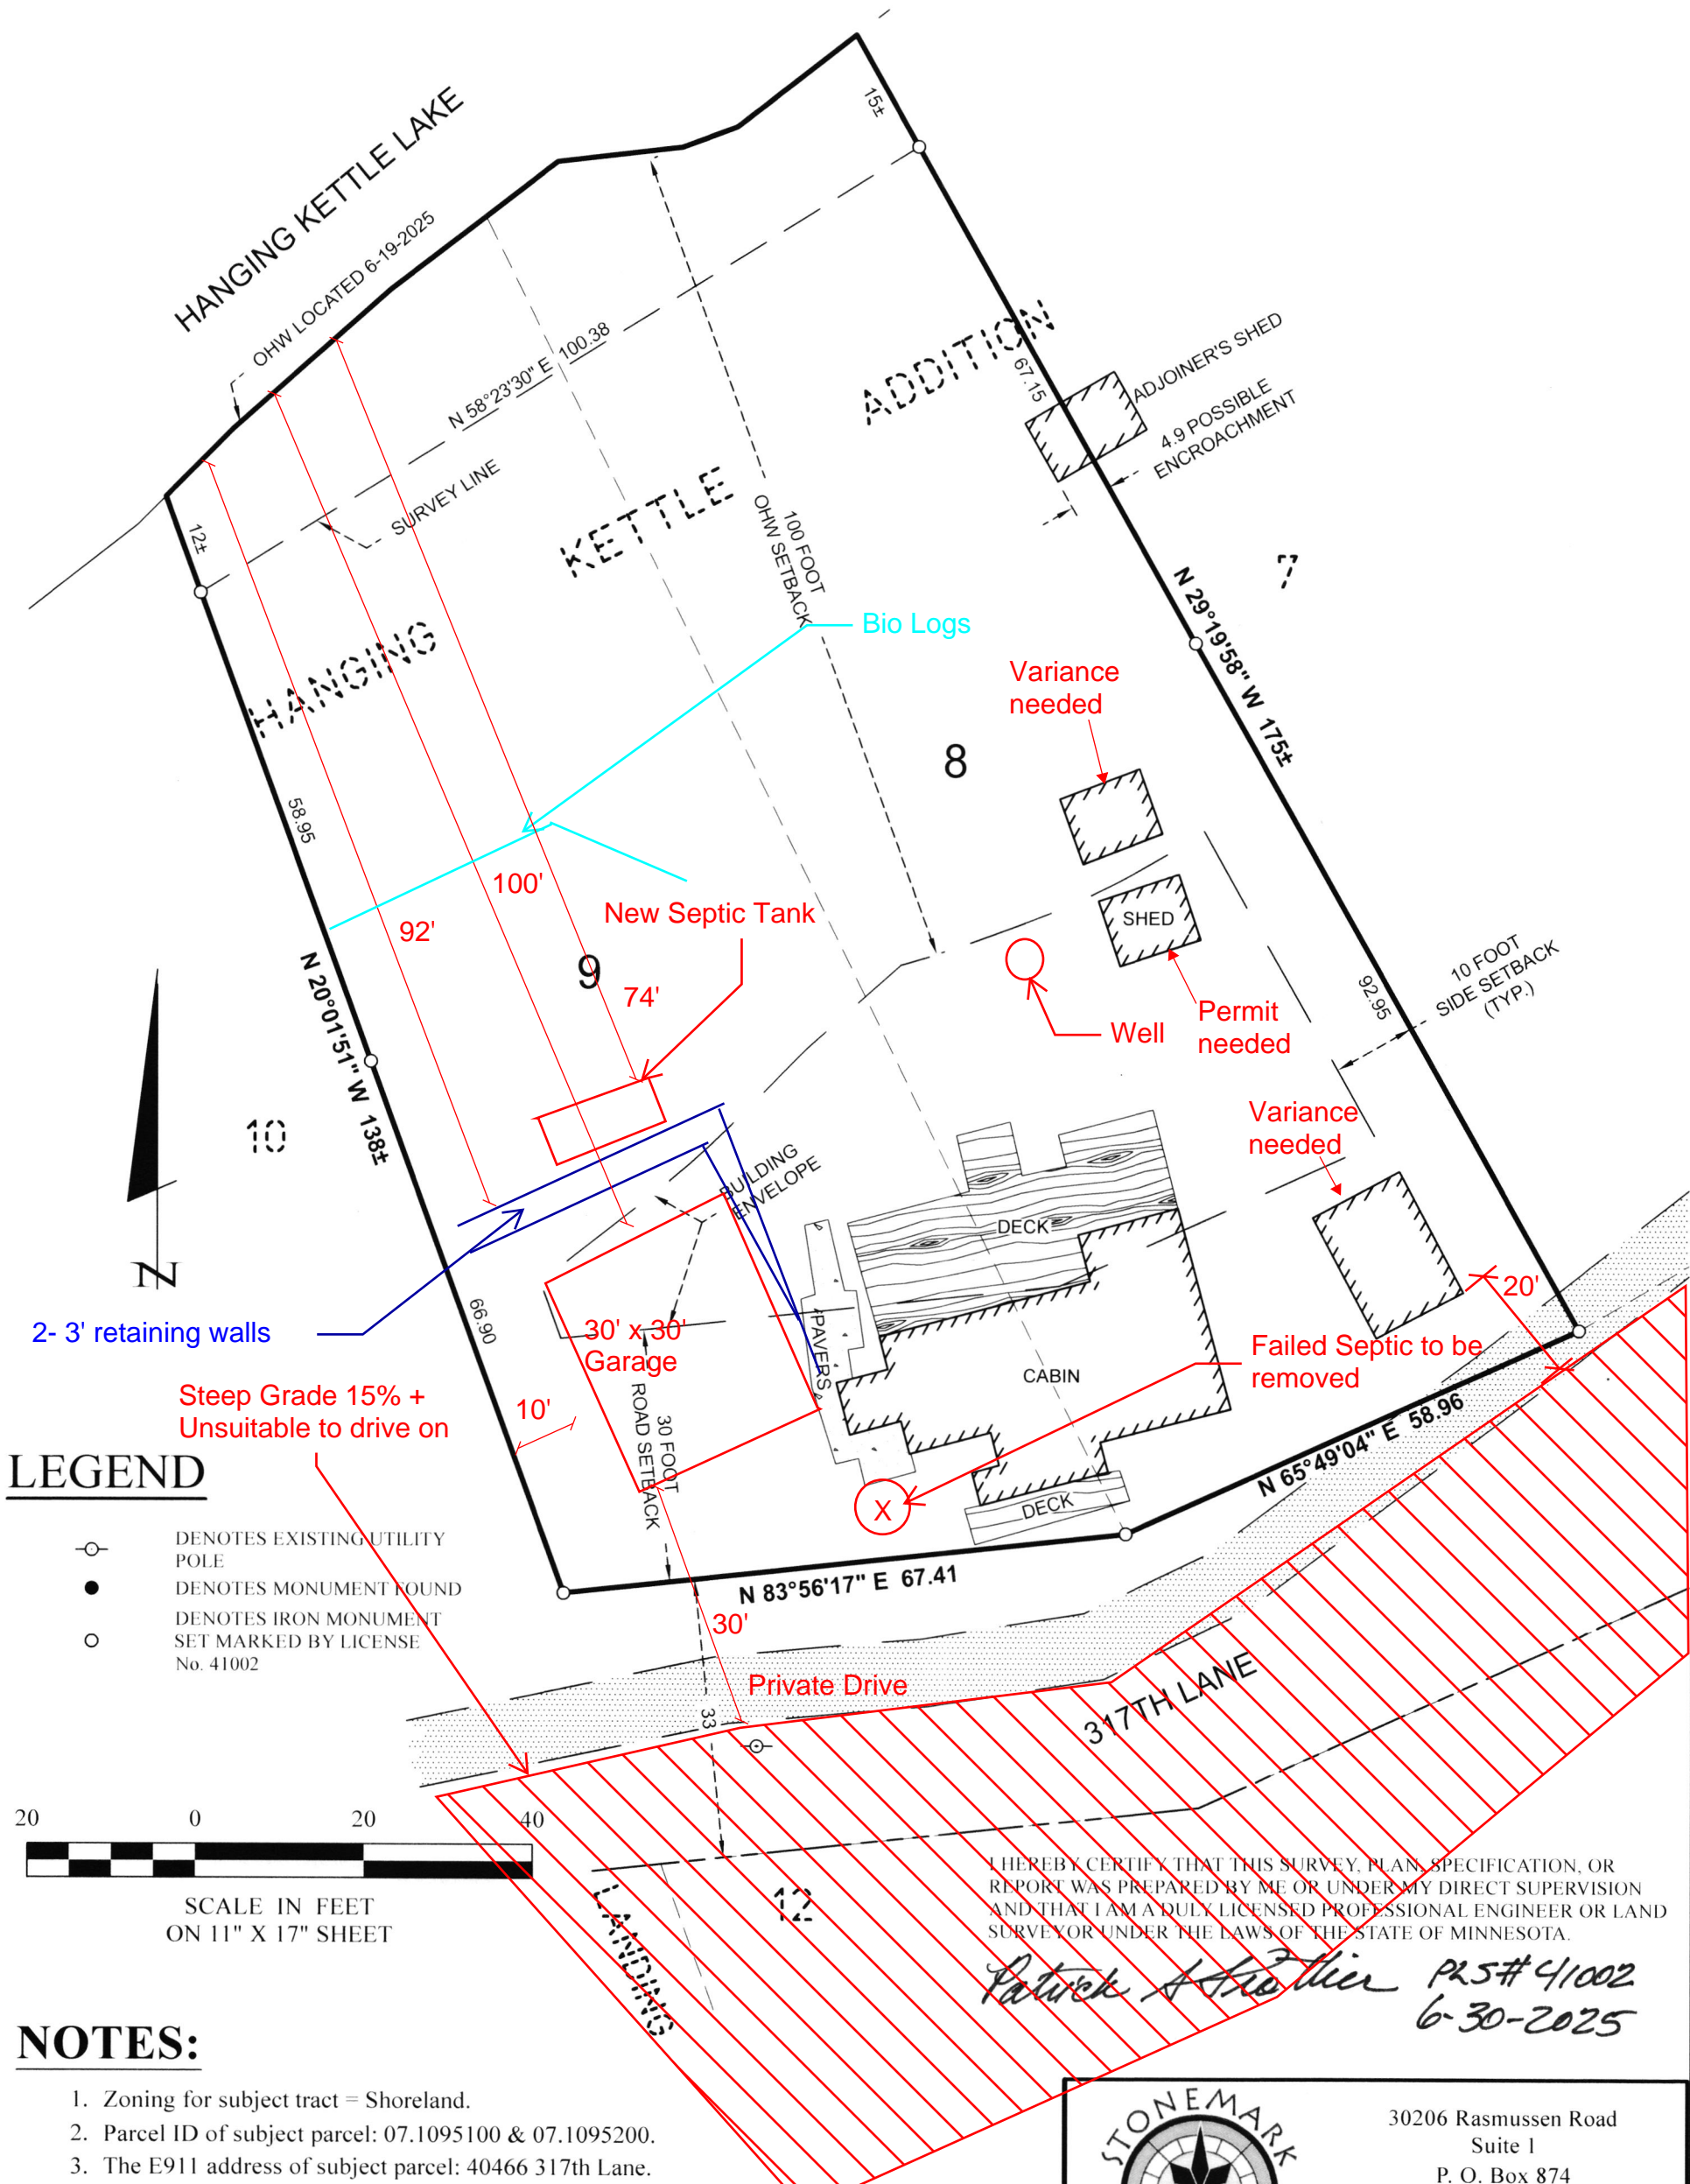 15±
HANGING KETTLE LAKE
OHW LOCATED 6-19-2025
N 58°23'30" E 100.38
SURVEY LINE
12±
HANGING
KETTLE
ADDITION
67.15
ADJOINER'S SHED
4.9 POSSIBLE
ENCROACHMENT
100 FOOT
OHW SETBACK
7
N 29°19'58" W 175±
Bio Logs
Variance
needed
8
58.95
100'
92'
New Septic Tank
SHED
9
74'
N 20°01'51" W 138±
Well
Permit
needed
92.95
10 FOOT
SIDE SETBACK
(TYP.)
10
Variance
needed
BUILDING
ENVELOPE
DECK
N
2- 3' retaining walls
66.90
30' x 30'
Garage
PAVERS
20'
CABIN
Failed Septic to be
removed
Steep Grade 15% +
Unsuitable to drive on
10'
30 FOOT
ROAD SETBACK
X
DECK
N 65°49'04" E 58.96
LEGEND
DENOTES EXISTING UTILITY
POLE
DENOTES MONUMENT FOUND
DENOTES IRON MONUMENT
SET MARKED BY LICENSE
No. 41002
N 83°56'17" E 67.41
30'
Private Drive
33
317TH LANE
20 0 20 40
SCALE IN FEET
ON 11" X 17" SHEET
LANDING
12
I HEREBY CERTIFY THAT THIS SURVEY, PLAN, SPECIFICATION, OR
REPORT WAS PREPARED BY ME OR UNDER MY DIRECT SUPERVISION
AND THAT I AM A DULY LICENSED PROFESSIONAL ENGINEER OR LAND
SURVEYOR UNDER THE LAWS OF THE STATE OF MINNESOTA.
Patrick A PLS# 41002
6-30-2025
NOTES:
1. Zoning for subject tract = Shoreland.
2. Parcel ID of subject parcel: 07.1095100 & 07.1095200.
3. The E911 address of subject parcel: 40466 317th Lane.
STONEMARK
30206 Rasmussen Road
Suite 1
P. O. Box 874